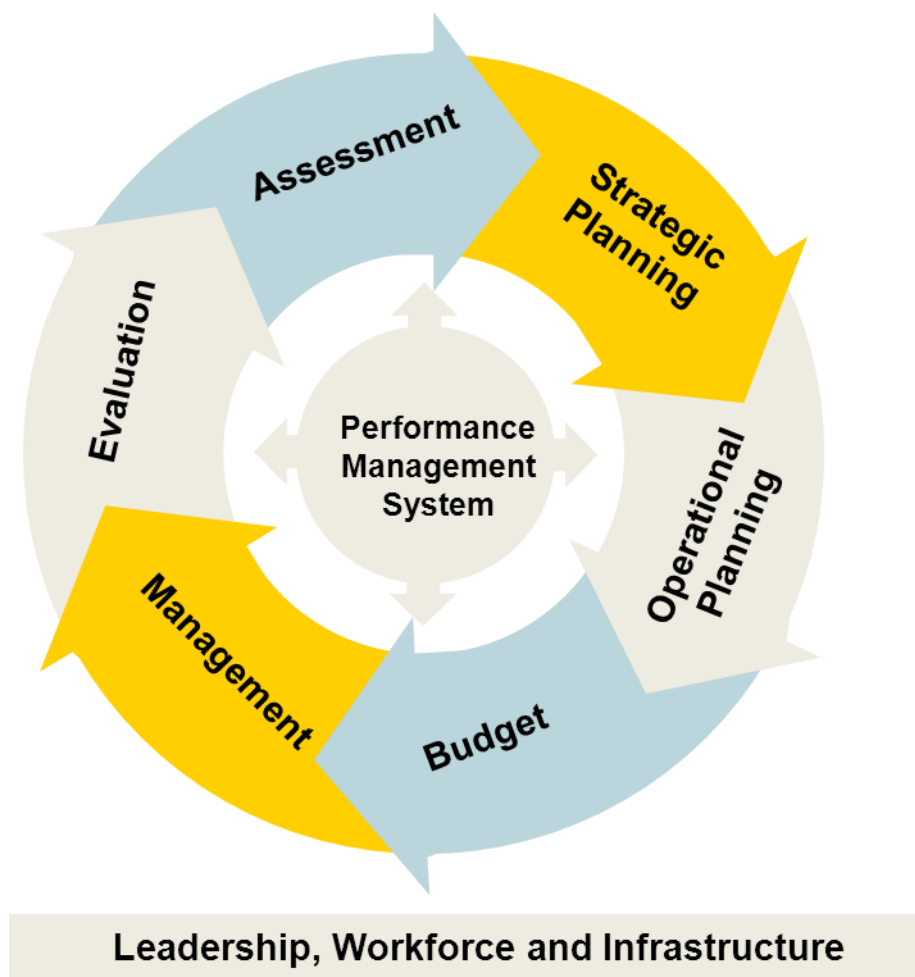 Assessment
Strategic
Planning
Operational
Planning
Budget
Management
Evaluation
Performance
Management
System
Leadership, Workforce and Infrastructure